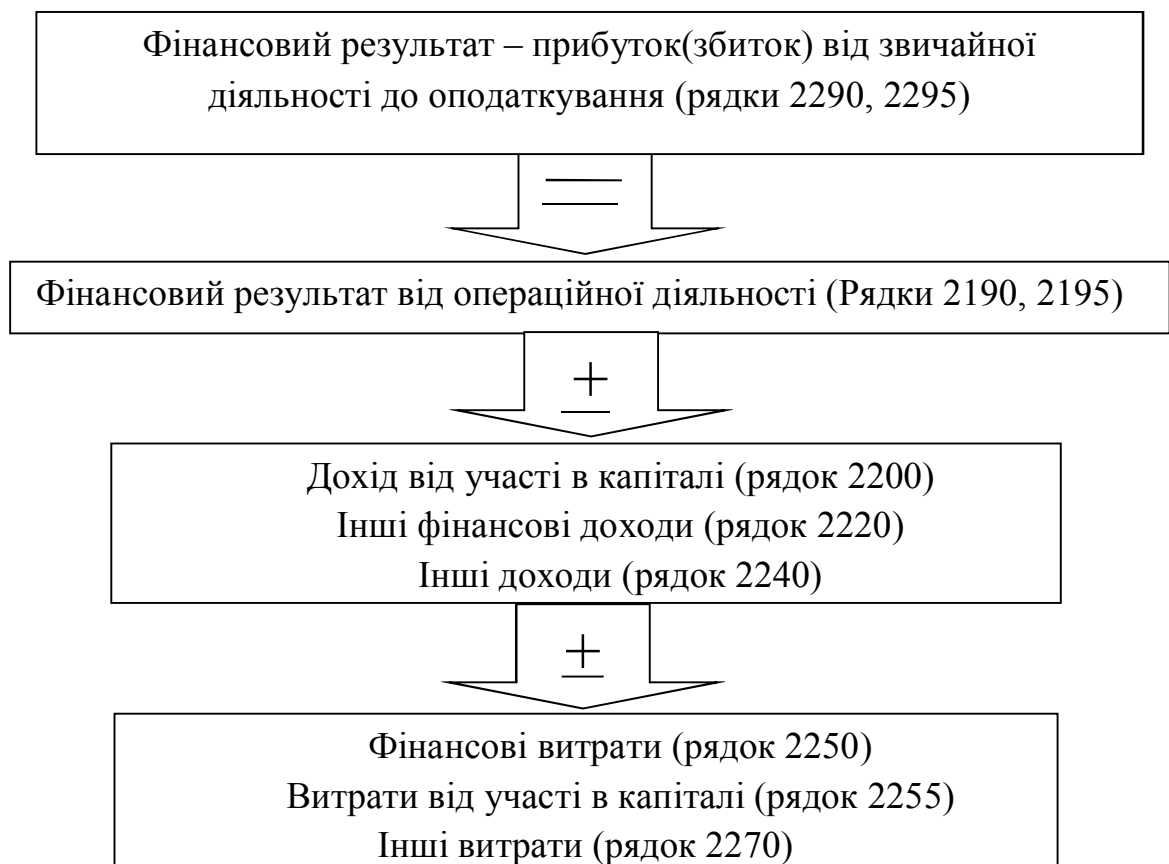 Фінансовий результат – прибуток(збиток) від звичайної
діяльності до оподаткування (рядки 2290, 2295)
=
Фінансовий результат від операційної діяльності (Рядки 2190, 2195)
±
Дохід від участі в капіталі (рядок 2200)
Інші фінансові доходи (рядок 2220)
Інші доходи (рядок 2240)
±
Фінансові витрати (рядок 2250)
Витрати від участі в капіталі (рядок 2255)
Інші витрати (рядок 2270)